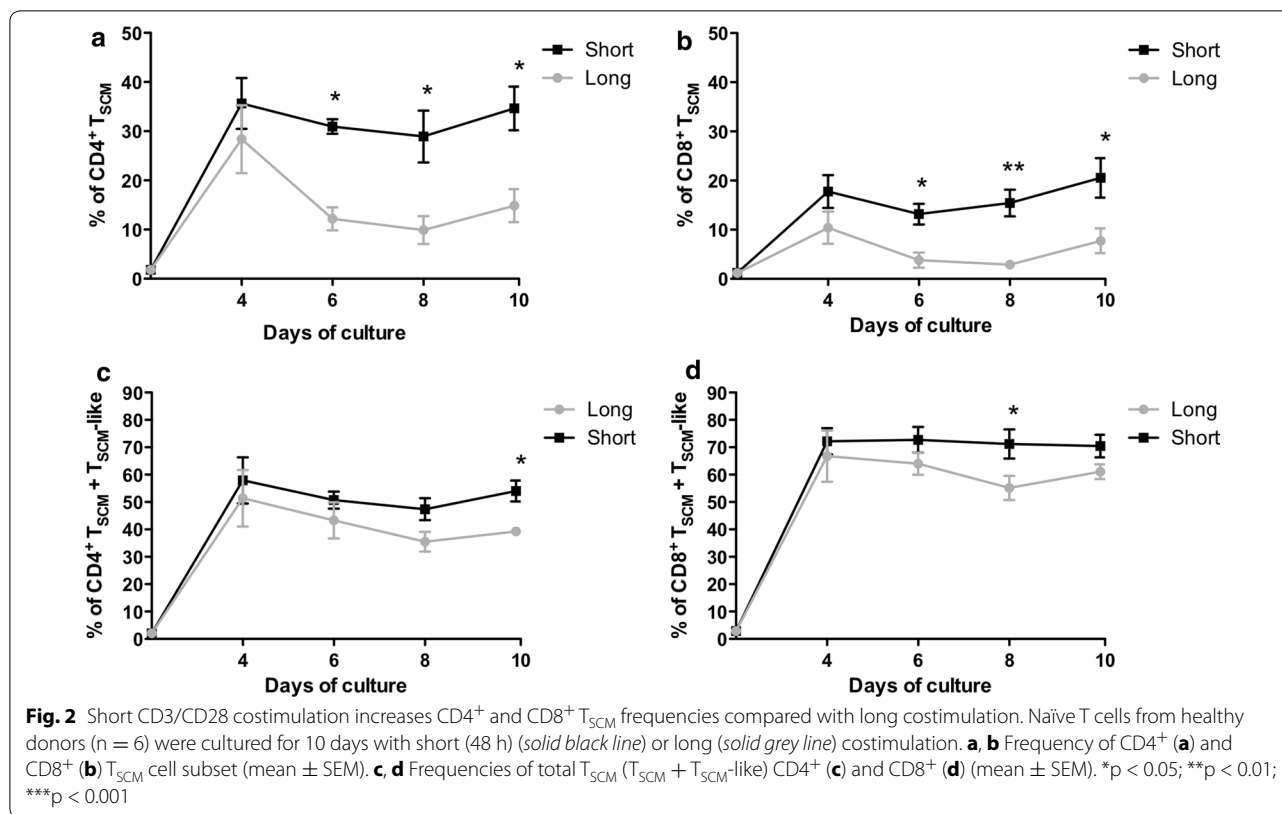 a
Short
Long
% of CD4+ TSCM
50
40
30
20
10
0
4
6
8
10
Days of culture
*
*
*
b
Short
Long
% of CD8+ TSCM
50
40
30
20
10
0
4
6
8
10
Days of culture
*
**
*
c
Long
Short
% of CD4+ TSCM + TSCM-like
90
80
70
60
50
40
30
20
10
0
4
6
8
10
Days of culture
*
d
Long
Short
% of CD8+ TSCM + TSCM-like
90
80
70
60
50
40
30
20
10
0
4
6
8
10
Days of culture
*
Fig. 2 Short CD3/CD28 costimulation increases CD4+ and CD8+ TSCM frequencies compared with long costimulation. Naïve T cells from healthy
donors (n = 6) were cultured for 10 days with short (48 h) (solid black line) or long (solid grey line) costimulation. a, b Frequency of CD4+ (a) and
CD8+ (b) TSCM cell subset (mean ± SEM). c, d Frequencies of total TSCM (TSCM + TSCM-like) CD4+ (c) and CD8+ (d) (mean ± SEM). *p < 0.05; **p < 0.01;
***p < 0.001